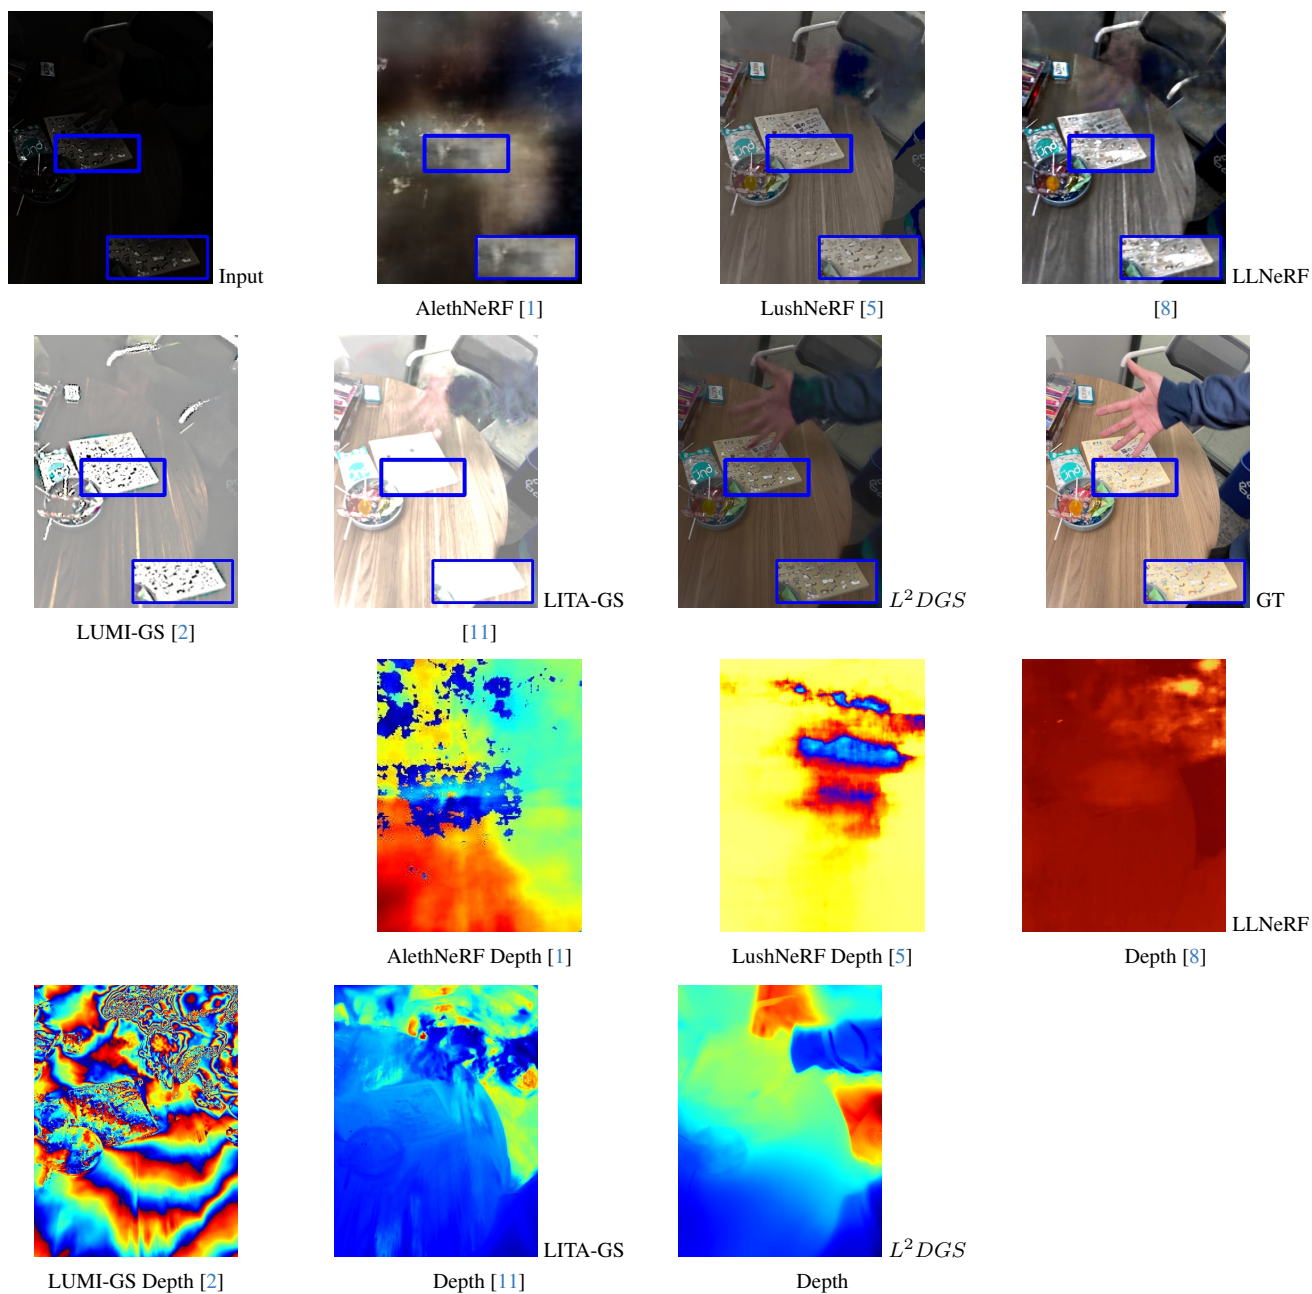 Input
AlethNeRF [1]
LushNeRF [5]
LLNeRF
[8]
LUMI-GS [2]
LITA-GS
[11]
L²DGS
GT
AlethNeRF Depth [1]
LushNeRF Depth [5]
LLNeRF
Depth [8]
LUMI-GS Depth [2]
LITA-GS
Depth [11]
L²DGS
Depth